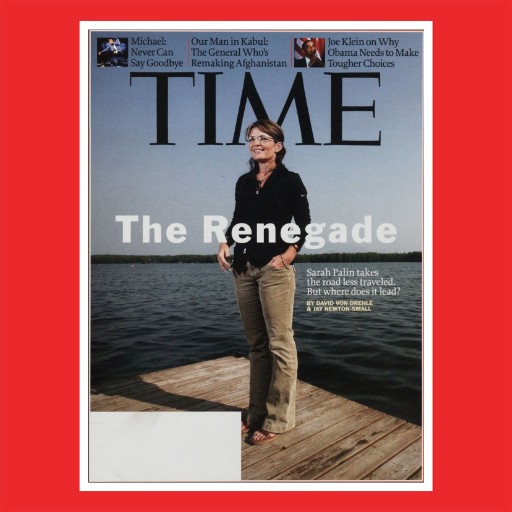 Michael:
Never Can
Say Goodbye
Our Man in Kabul:
The General Who's
Remaking Afghanistan
Joe Klein on Why
Obama Needs to Make
Tougher Choices
TIME
The Renegade
Sarah Palin takes
the road less traveled.
But where does it lead?
BY DAVID VON DREHLE
& JAY NEWTON-SMALL